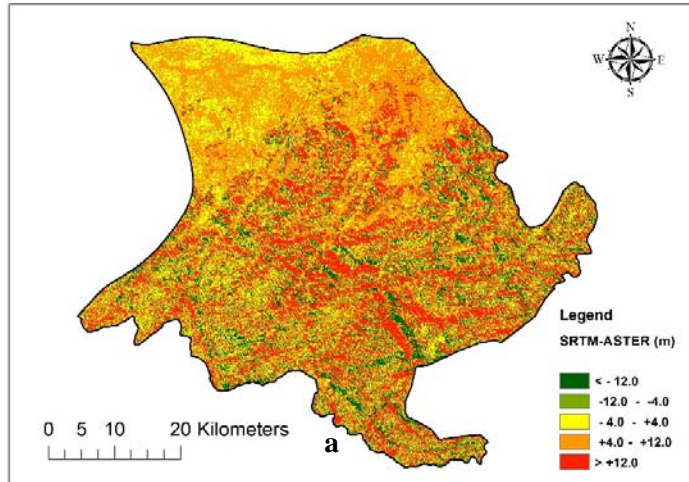 N
W E
S
Legend
SRTM-ASTER (m)
< - 12.0
-12.0 - -4.0
- 4.0 - +4.0
+4.0 - +12.0
> +12.0
0 5 10 20 Kilometers
a